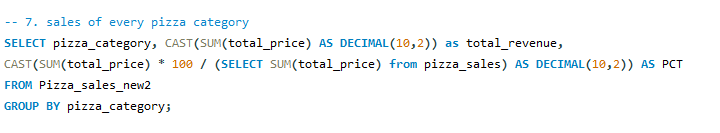 -- 7. sales of every pizza category
SELECT pizza_category, CAST(SUM(total_price) AS DECIMAL(10,2)) as total_revenue,
CAST(SUM(total_price) * 100 / (SELECT SUM(total_price) from pizza_sales) AS DECIMAL(10,2)) AS PCT
FROM Pizza_sales_new2
GROUP BY pizza_category;